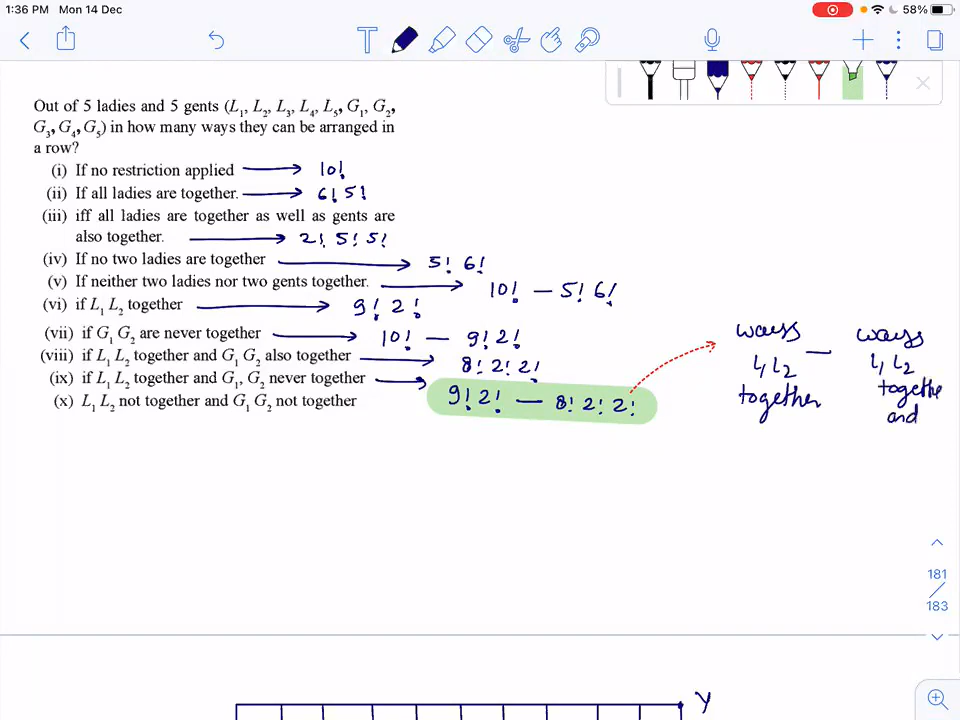 1:36 PM Mon 14 Dec
58%
T
Out of 5 ladies and 5 gents (L₁, L₂, L₃, L₄, L₅, G₁, G₂,
G₃, G₄, G₅) in how many ways they can be arranged in
a row?
(i) If no restriction applied → 10!
(ii) If all ladies are together. → 6! 5!
(iii) iff all ladies are together as well as gents are
also together. → 2! 5! 5!
(iv) If no two ladies are together → 5! 6!
(v) If neither two ladies nor two gents together. → 10! — 5! 6!
(vi) if L₁ L₂ together → 9! 2!
(vii) if G₁ G₂ are never together → 10! — 9! 2!
(viii) if L₁ L₂ together and G₁ G₂ also together → 8! 2! 2!
(ix) if L₁ L₂ together and G₁, G₂ never together → 9! 2! — 8! 2! 2!
(x) L₁ L₂ not together and G₁ G₂ not together
ways
L₁ L₂
together
—
ways
L₁ L₂
togethe
and
181
/
183
Y